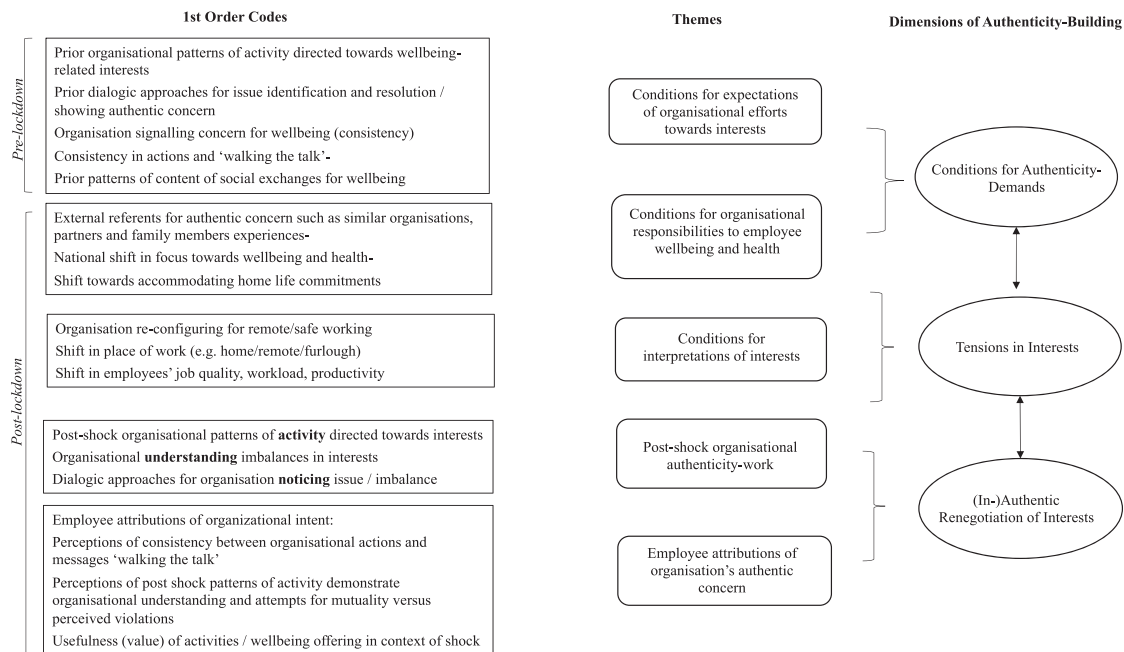 1st Order Codes
Themes
Dimensions of Authenticity-Building
Pre-lockdown
Prior organisational patterns of activity directed towards wellbeing-
related interests
Prior dialogic approaches for issue identification and resolution /
showing authentic concern
Organisation signalling concern for wellbeing (consistency)
Consistency in actions and ‘walking the talk’-
Prior patterns of content of social exchanges for wellbeing
Post-lockdown
External referents for authentic concern such as similar organisations,
partners and family members experiences-
National shift in focus towards wellbeing and health-
Shift towards accommodating home life commitments
Organisation re-configuring for remote/safe working
Shift in place of work (e.g. home/remote/furlough)
Shift in employees’ job quality, workload, productivity
Post-shock organisational patterns of activity directed towards interests
Organisational understanding imbalances in interests
Dialogic approaches for organisation noticing issue / imbalance
Employee attributions of organizational intent:
Perceptions of consistency between organisational actions and
messages ‘walking the talk’
Perceptions of post shock patterns of activity demonstrate
organisational understanding and attempts for mutuality versus
perceived violations
Usefulness (value) of activities / wellbeing offering in context of shock
Conditions for expectations
of organisational efforts
towards interests
Conditions for organisational
responsibilities to employee
wellbeing and health
Conditions for
interpretations of interests
Post-shock organisational
authenticity-work
Employee attributions of
organisation’s authentic
concern
Conditions for Authenticity-
Demands
Tensions in Interests
(In-)Authentic
Renegotiation of Interests